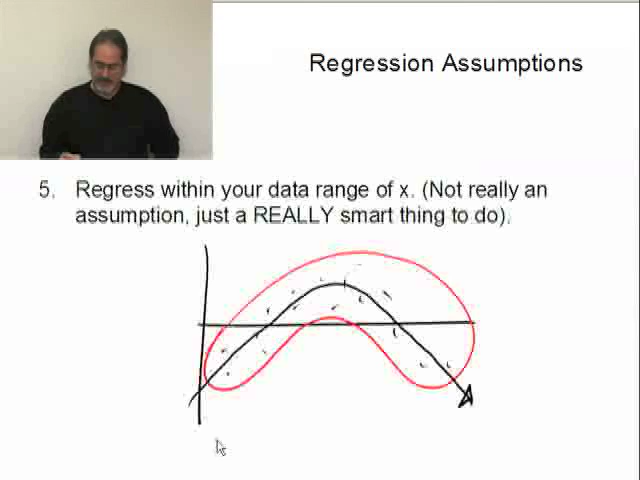 Regression Assumptions
5. Regress within your data range of x. (Not really an
assumption, just a REALLY smart thing to do).